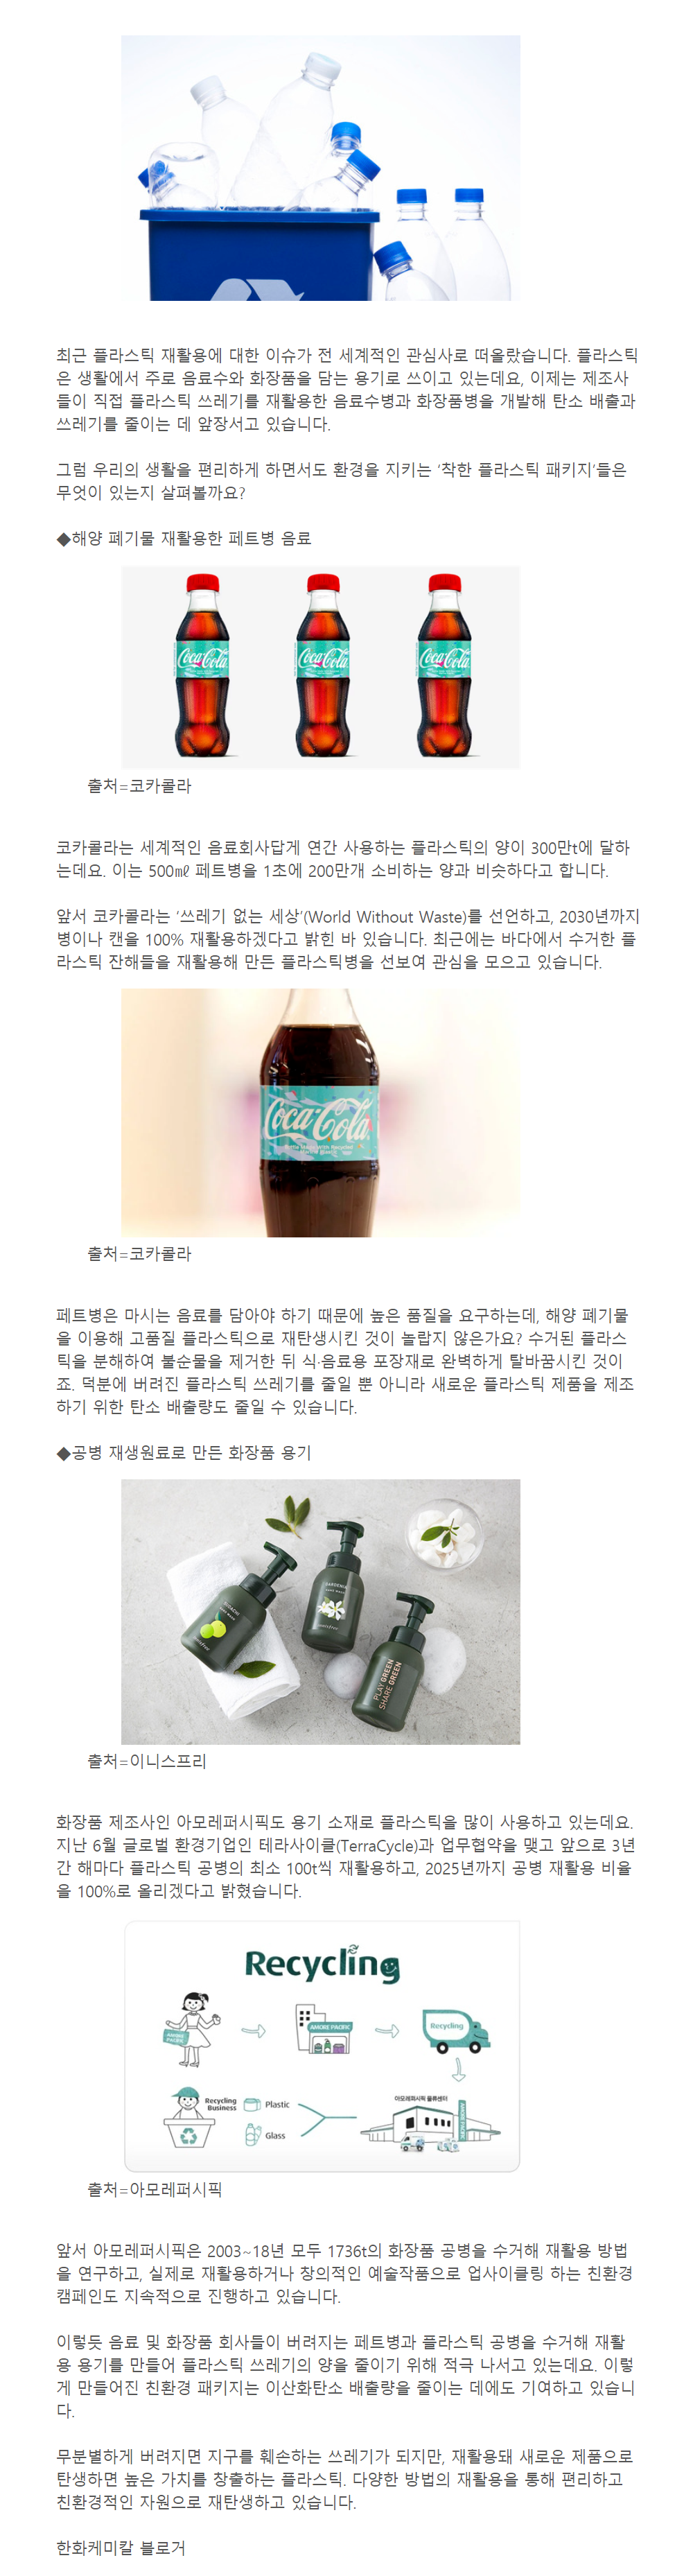 최근 플라스틱 재활용에 대한 이슈가 전 세계적인 관심사로 떠올랐습니다. 플라스틱
은 생활에서 주로 음료수와 화장품을 담는 용기로 쓰이고 있는데요, 이제는 제조사
들이 직접 플라스틱 쓰레기를 재활용한 음료수병과 화장품병을 개발해 탄소 배출과
쓰레기를 줄이는 데 앞장서고 있습니다.
그럼 우리의 생활을 편리하게 하면서도 환경을 지키는 ‘착한 플라스틱 패키지’들은
무엇이 있는지 살펴볼까요?
◆해양 폐기물 재활용한 페트병 음료
Coca-Cola Coca-Cola Coca-Cola
출처=코카콜라
코카콜라는 세계적인 음료회사답게 연간 사용하는 플라스틱의 양이 300만t에 달하
는데요. 이는 500㎖ 페트병을 1초에 200만개 소비하는 양과 비슷하다고 합니다.
앞서 코카콜라는 ‘쓰레기 없는 세상’(World Without Waste)를 선언하고, 2030년까지
병이나 캔을 100% 재활용하겠다고 밝힌 바 있습니다. 최근에는 바다에서 수거한 플
라스틱 잔해들을 재활용해 만든 플라스틱병을 선보여 관심을 모으고 있습니다.
Coca-Cola
출처=코카콜라
페트병은 마시는 음료를 담아야 하기 때문에 높은 품질을 요구하는데, 해양 폐기물
을 이용해 고품질 플라스틱으로 재탄생시킨 것이 놀랍지 않은가요? 수거된 플라스
틱을 분해하여 불순물을 제거한 뒤 식·음료용 포장재로 완벽하게 탈바꿈시킨 것이
죠. 덕분에 버려진 플라스틱 쓰레기를 줄일 뿐 아니라 새로운 플라스틱 제품을 제조
하기 위한 탄소 배출량도 줄일 수 있습니다.
◆공병 재생원료로 만든 화장품 용기
GARDENIA
PLAY GREEN
SHARE GREEN
출처=이니스프리
화장품 제조사인 아모레퍼시픽도 용기 소재로 플라스틱을 많이 사용하고 있는데요.
지난 6월 글로벌 환경기업인 테라사이클(TerraCycle)과 업무협약을 맺고 앞으로 3년
간 해마다 플라스틱 공병의 최소 100t씩 재활용하고, 2025년까지 공병 재활용 비율
을 100%로 올리겠다고 밝혔습니다.
Recycling
AMORE PACIFIC
AMORE PACIFIC
Recycling
Recycling
Business
Plastic
Glass
아모레퍼시픽 물류센터
출처=아모레퍼시픽
앞서 아모레퍼시픽은 2003~18년 모두 1736t의 화장품 공병을 수거해 재활용 방법
을 연구하고, 실제로 재활용하거나 창의적인 예술작품으로 업사이클링 하는 친환경
캠페인도 지속적으로 진행하고 있습니다.
이렇듯 음료 및 화장품 회사들이 버려지는 페트병과 플라스틱 공병을 수거해 재활
용 용기를 만들어 플라스틱 쓰레기의 양을 줄이기 위해 적극 나서고 있는데요. 이렇
게 만들어진 친환경 패키지는 이산화탄소 배출량을 줄이는 데에도 기여하고 있습니
다.
무분별하게 버려지면 지구를 훼손하는 쓰레기가 되지만, 재활용돼 새로운 제품으로
탄생하면 높은 가치를 창출하는 플라스틱. 다양한 방법의 재활용을 통해 편리하고
친환경적인 자원으로 재탄생하고 있습니다.
한화케미칼 블로거